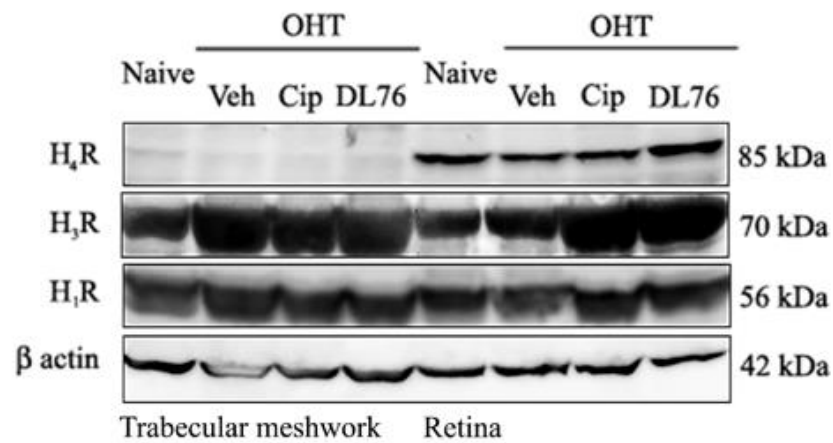 OHT OHT
Naive Veh Cip DL76 Naive Veh Cip DL76
H₄R 85 kDa
H₃R 70 kDa
H₁R 56 kDa
β actin 42 kDa
Trabecular meshwork Retina